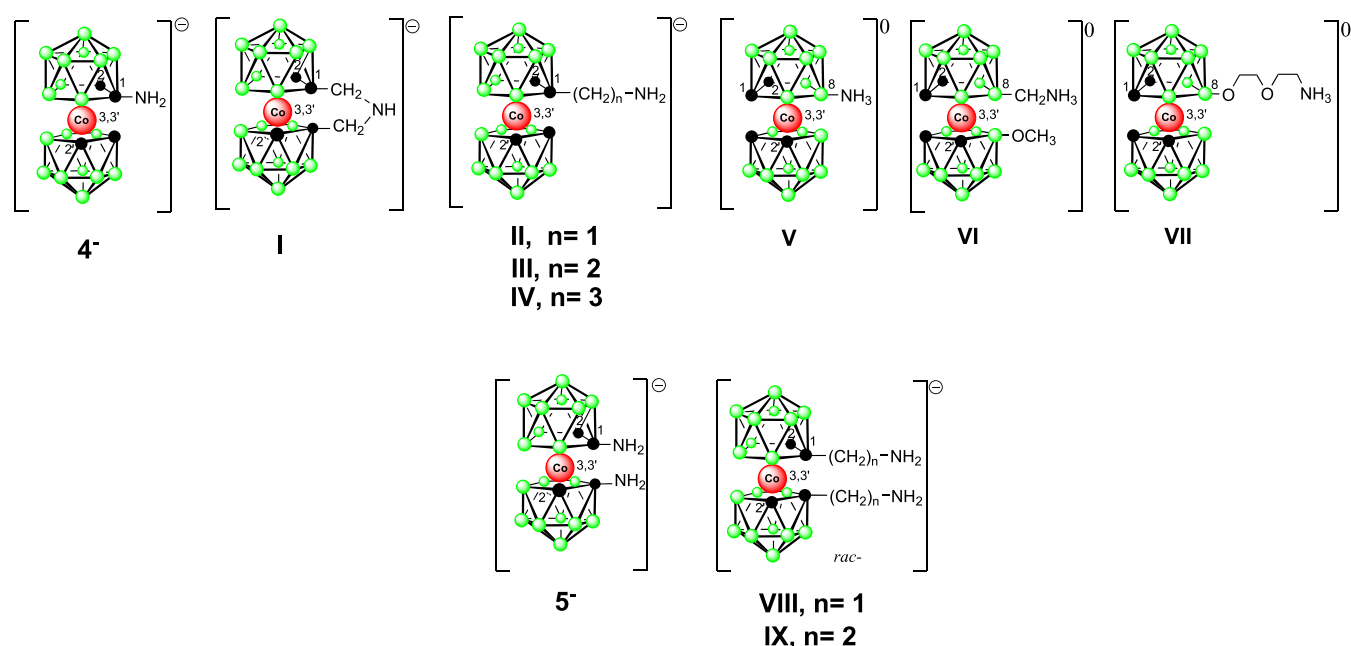 ⊖ ⊖ ⊖ 0 0 0
2 1 NH₂ Co 3,3' 2'
2 1 CH₂ NH Co 3,3' CH₂ 2'
2 1 (CH₂)ₙ–NH₂ Co 3,3' 2'
1 2 8 NH₃ Co 3,3'
1 2 8 CH₂NH₃ Co 3,3' OCH₃ 2'
1 2 8 O O NH₃ Co 3,3' 2'
4⁻ I II, n= 1 V VI VII
III, n= 2
IV, n= 3
⊖ ⊖
2 1 NH₂ Co 3,3' NH₂ 2'
2 1 (CH₂)ₙ–NH₂ Co 3,3' (CH₂)ₙ–NH₂ 2'
rac-
5⁻ VIII, n= 1
IX, n= 2